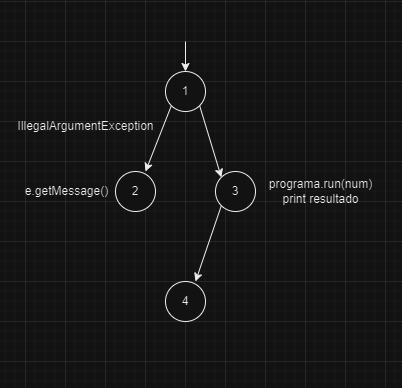 1
IllegalArgumentException
e.getMessage()
2
3
programa.run(num)
print resultado
4